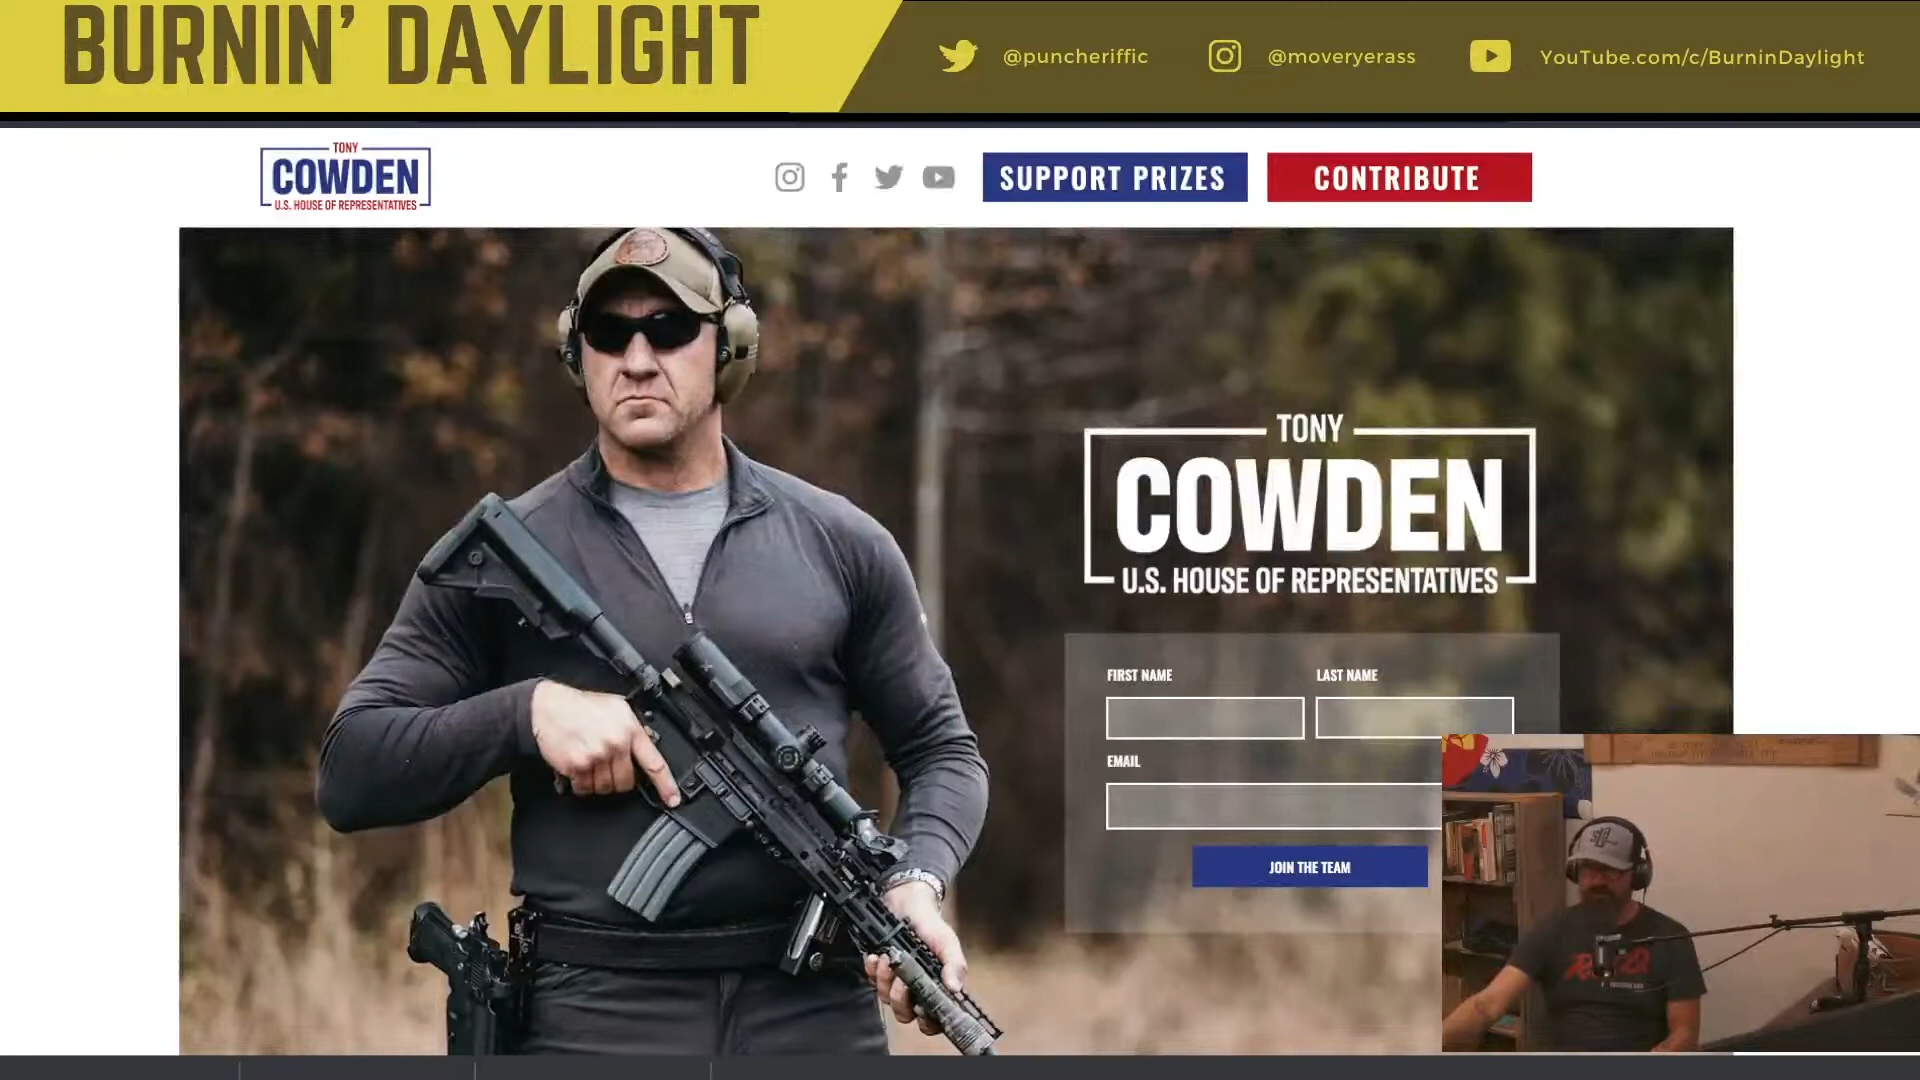 BURNIN' DAYLIGHT
@puncheriffic
@moveryerass
YouTube.com/c/BurninDaylight
TONY
COWDEN
U.S. HOUSE OF REPRESENTATIVES
SUPPORT PRIZES
CONTRIBUTE
TONY
COWDEN
U.S. HOUSE OF REPRESENTATIVES
FIRST NAME
LAST NAME
EMAIL
JOIN THE TEAM